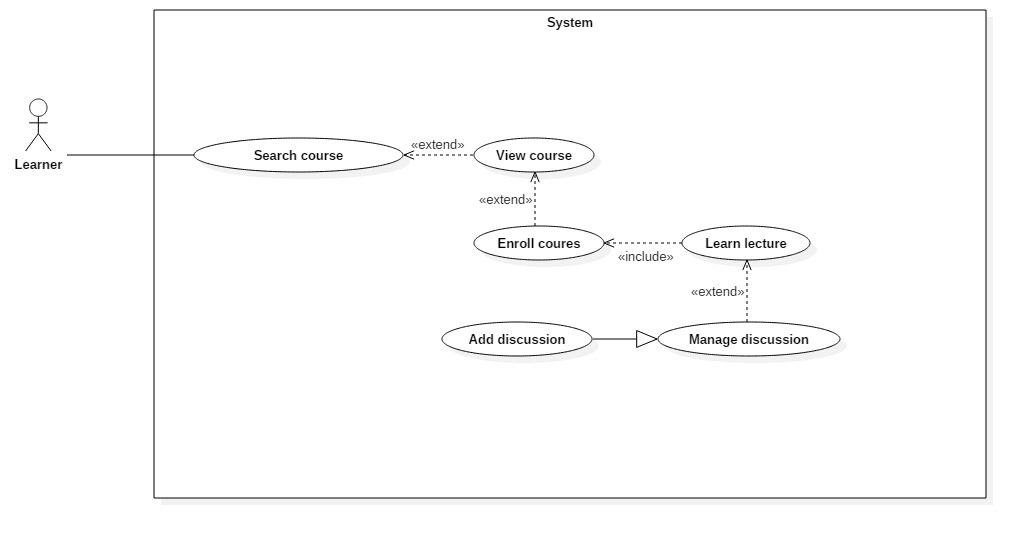 System
«extend»
Search course
View course
Learner
«extend»
Enroll coures
Learn lecture
«include»
«extend»
Add discussion
Manage discussion